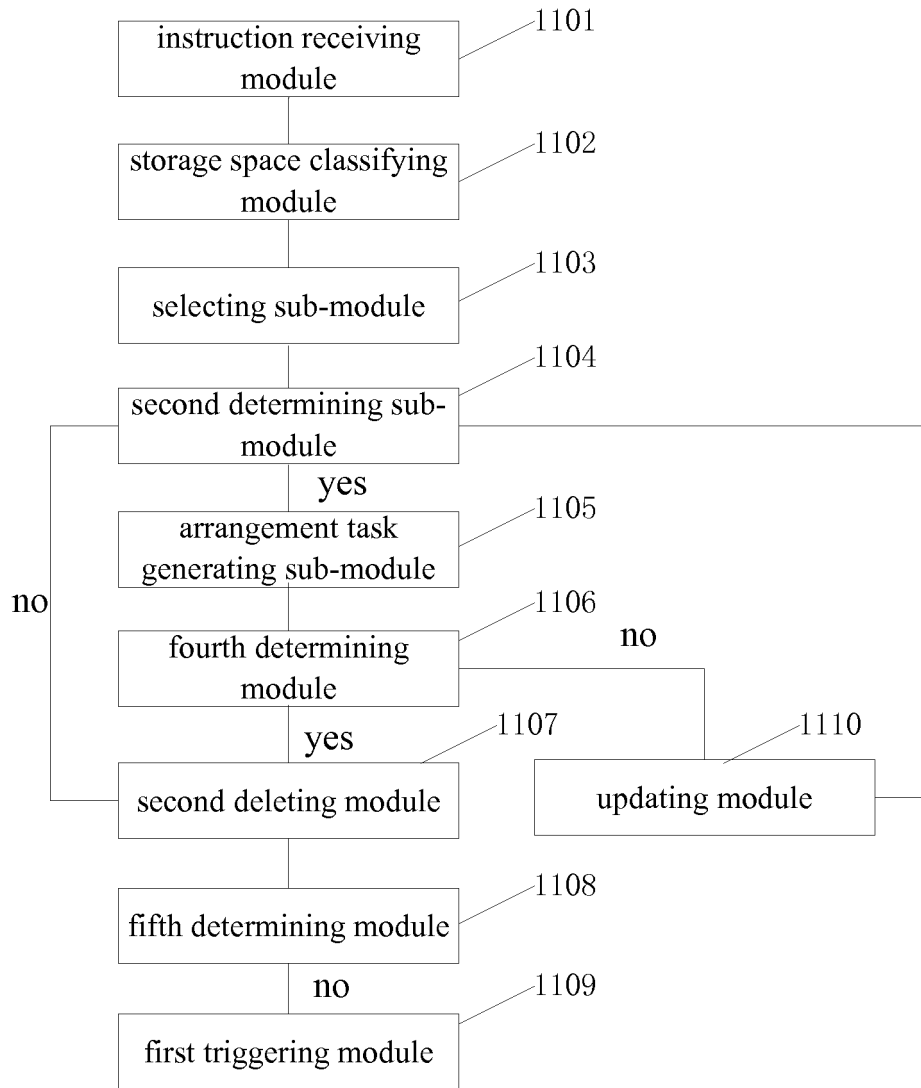 1101
instruction receiving
module
1102
storage space classifying
module
1103
selecting sub-module
1104
second determining sub-
module
yes
1105
arrangement task
generating sub-module
no
1106
fourth determining
module
no
yes
1107
1110
second deleting module
updating module
1108
fifth determining module
no
1109
first triggering module